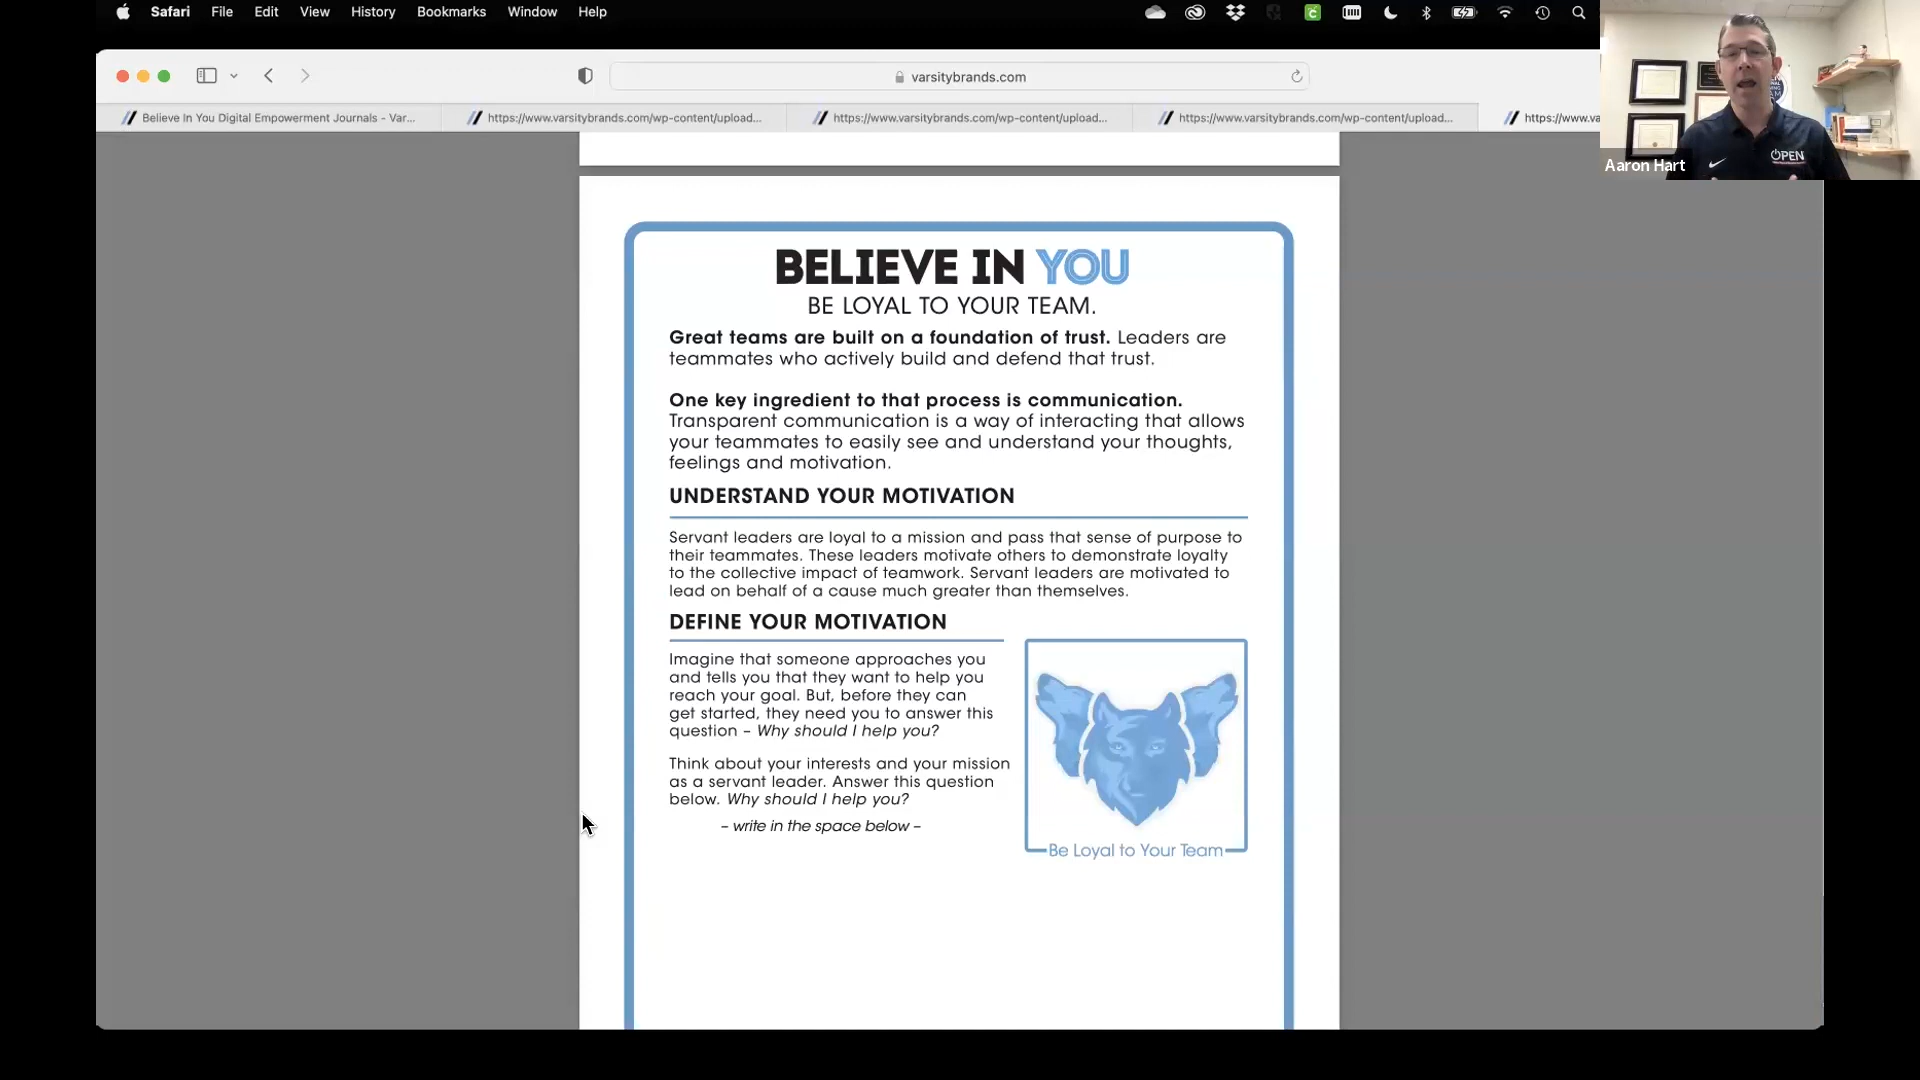 Safari File Edit View History Bookmarks Window Help
varsitybrands.com
Believe In You Digital Empowerment Journals - Var...
https://www.varsitybrands.com/wp-content/upload...
https://www.varsitybrands.com/wp-content/upload...
https://www.varsitybrands.com/wp-content/upload...
https://www.va
OPEN
Aaron Hart
BELIEVE IN YOU
BE LOYAL TO YOUR TEAM.
Great teams are built on a foundation of trust. Leaders are
teammates who actively build and defend that trust.
One key ingredient to that process is communication.
Transparent communication is a way of interacting that allows
your teammates to easily see and understand your thoughts,
feelings and motivation.
UNDERSTAND YOUR MOTIVATION
Servant leaders are loyal to a mission and pass that sense of purpose to
their teammates. These leaders motivate others to demonstrate loyalty
to the collective impact of teamwork. Servant leaders are motivated to
lead on behalf of a cause much greater than themselves.
DEFINE YOUR MOTIVATION
Imagine that someone approaches you
and tells you that they want to help you
reach your goal. But, before they can
get started, they need you to answer this
question – Why should I help you?
Think about your interests and your mission
as a servant leader. Answer this question
below. Why should I help you?
– write in the space below –
Be Loyal to Your Team